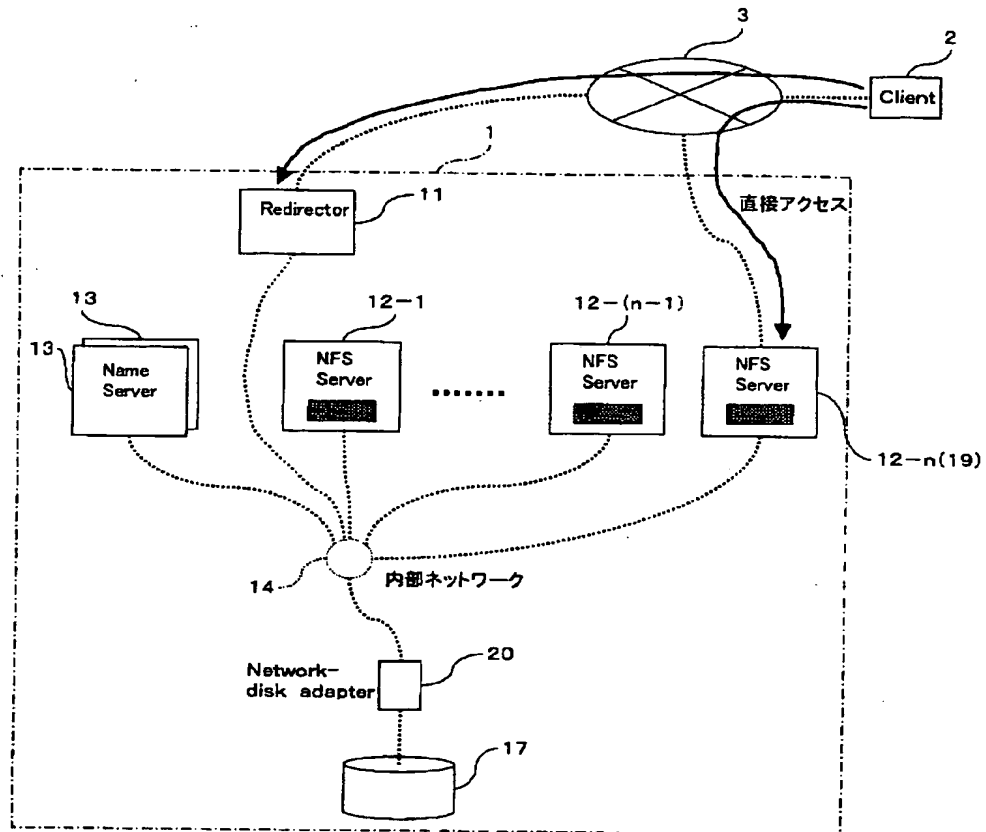 3
2
Client
1
Redirector
11
直接アクセス
13
13
Name
Server
12-1
NFS
Server
.......
12-(n-1)
NFS
Server
NFS
Server
12-n(19)
14
内部ネットワーク
Network-
disk adapter
20
17